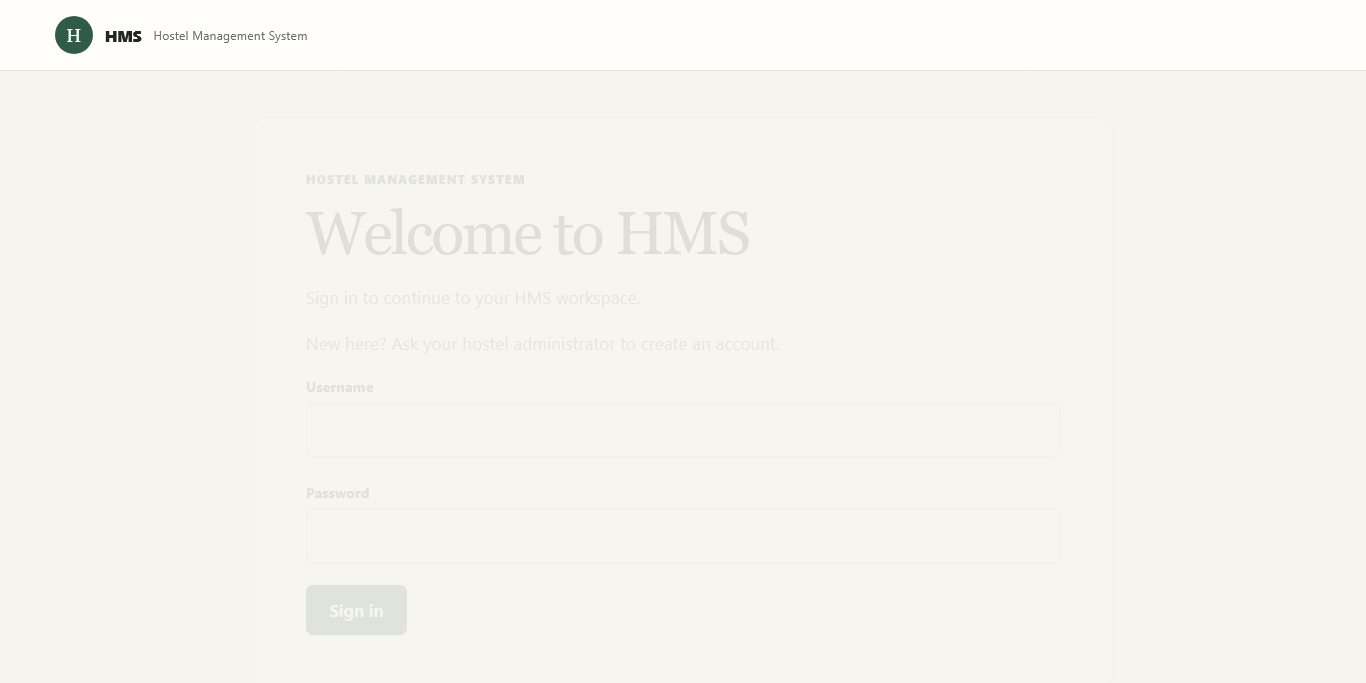 H HMS Hostel Management System
HOSTEL MANAGEMENT SYSTEM
Welcome to HMS
Sign in to continue to your HMS workspace.
New here? Ask your hostel administrator to create an account.
Username
Password
Sign in